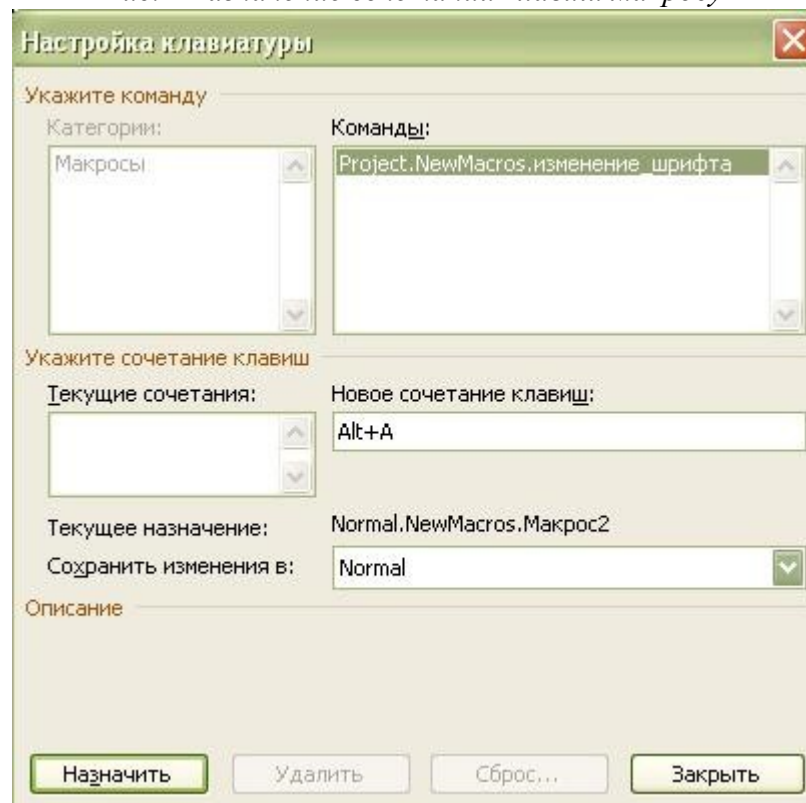 Настройка клавиатуры
Укажите команду
Категории: Команды:
Макросы Project.NewMacros.изменение_шрифта
Укажите сочетание клавиш
Текущие сочетания: Новое сочетание клавиш:
Alt+A
Текущее назначение: Normal.NewMacros.Макрос2
Сохранить изменения в: Normal
Описание
Назначить Удалить Сброс... Закрыть